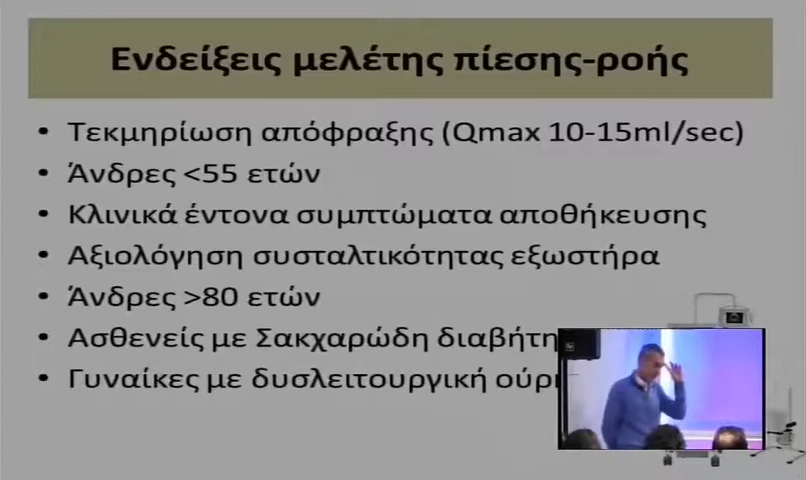 Ενδείξεις μελέτης πίεσης-ροής
• Τεκμηρίωση απόφραξης (Qmax 10-15ml/sec)
• Άνδρες <55 ετών
• Κλινικά έντονα συμπτώματα αποθήκευσης
• Αξιολόγηση συσταλτικότητας εξωστήρα
• Άνδρες >80 ετών
• Ασθενείς με Σακχαρώδη διαβήτη
• Γυναίκες με δυσλειτουργική